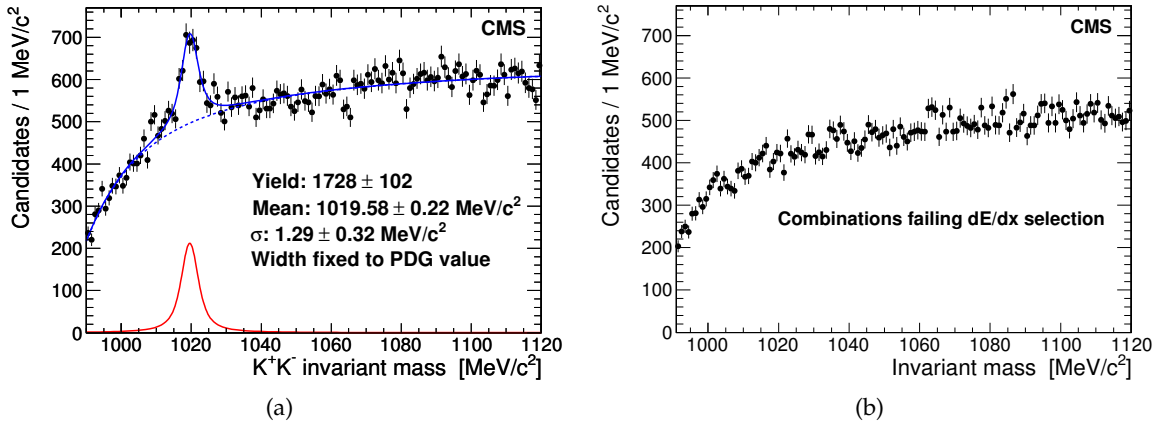 Candidates / 1 MeV/c²
700
600
500
400
300
200
100
0
CMS
Yield: 1728 ± 102
Mean: 1019.58 ± 0.22 MeV/c²
σ: 1.29 ± 0.32 MeV/c²
Width fixed to PDG value
1000 1020 1040 1060 1080 1100 1120
K⁺K⁻ invariant mass [MeV/c²]
(a)
Candidates / 1 MeV/c²
700
600
500
400
300
200
100
0
CMS
Combinations failing dE/dx selection
1000 1020 1040 1060 1080 1100 1120
Invariant mass [MeV/c²]
(b)